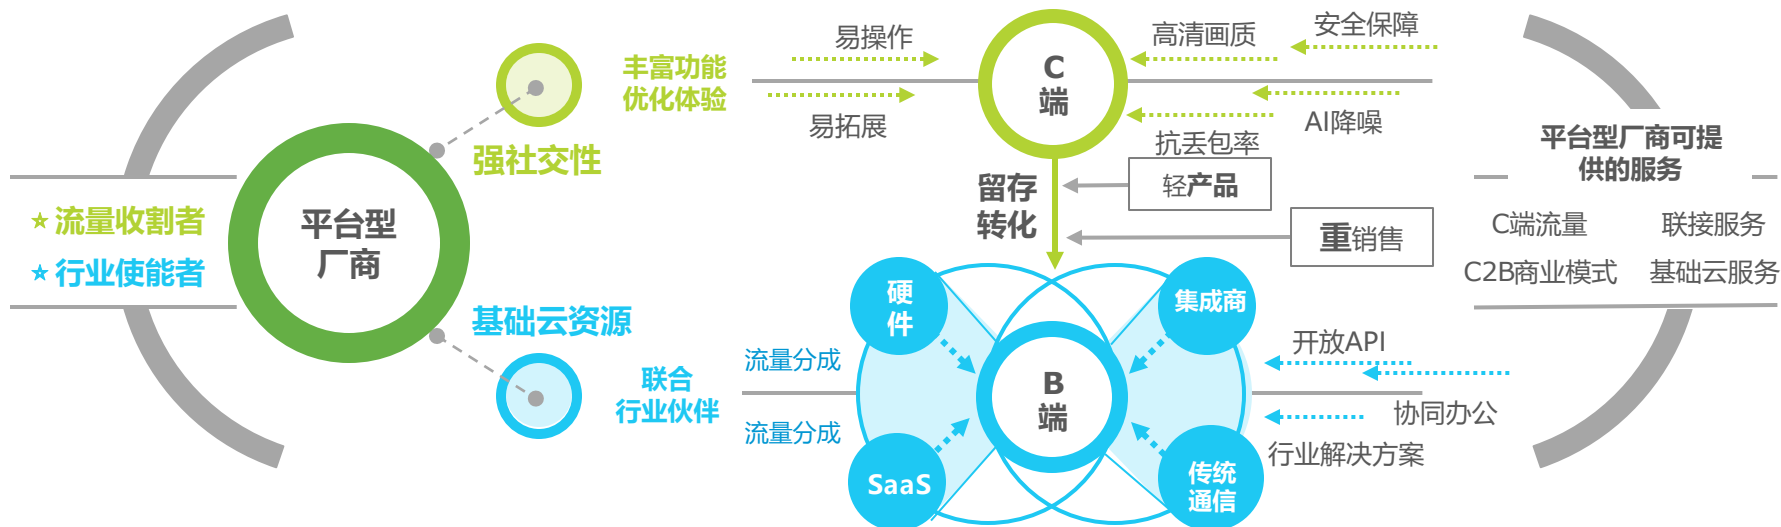 流量收割者
行业使能者
平台型
厂商
强社交性
基础云资源
丰富功能
优化体验
联合
行业伙伴
易操作
易拓展
C
端
高清画质
安全保障
AI降噪
抗丢包率
留存
转化
轻产品
重销售
流量分成
流量分成
硬
件
集成商
B
端
SaaS
传统
通信
开放API
协同办公
行业解决方案
平台型厂商可提
供的服务
C端流量
联接服务
C2B商业模式
基础云服务